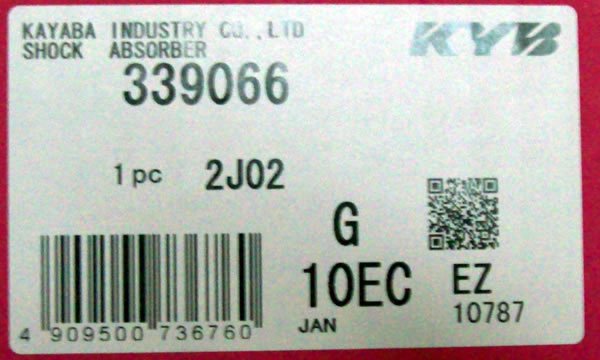 KAYABA INDUSTRY CO.,LTD
KYB
SHOCK ABSORBER
339066
1 pc 2J02
G
10EC EZ
10787
JAN
4 909500 736760